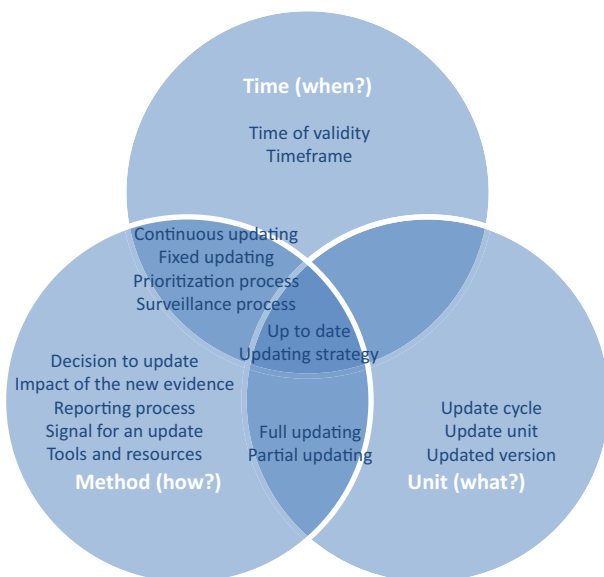 Time (when?)
Time of validity
Timeframe
Continuous updating
Fixed updating
Prioritization process
Surveillance process
Up to date
Updating strategy
Decision to update
Impact of the new evidence
Reporting process
Signal for an update
Tools and resources
Method (how?)
Full updating
Partial updating
Update cycle
Update unit
Updated version
Unit (what?)